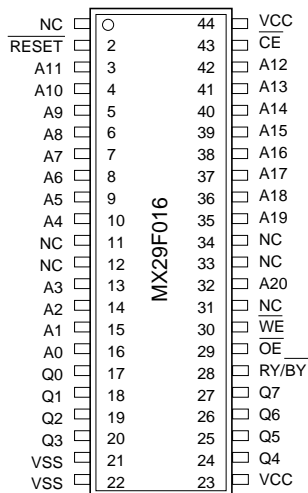 NC 44 VCC
RESET 2 43 CE
A11 3 42 A12
A10 4 41 A13
A9 5 40 A14
A8 6 39 A15
A7 7 38 A16
A6 8 37 A17
A5 9 36 A18
A4 10 35 A19
NC 11 34 NC
NC 12 33 NC
A3 13 32 A20
A2 14 31 NC
A1 15 30 WE
A0 16 29 OE
Q0 17 28 RY/BY
Q1 18 27 Q7
Q2 19 26 Q6
Q3 20 25 Q5
VSS 21 24 Q4
VSS 22 23 VCC
MX29F016